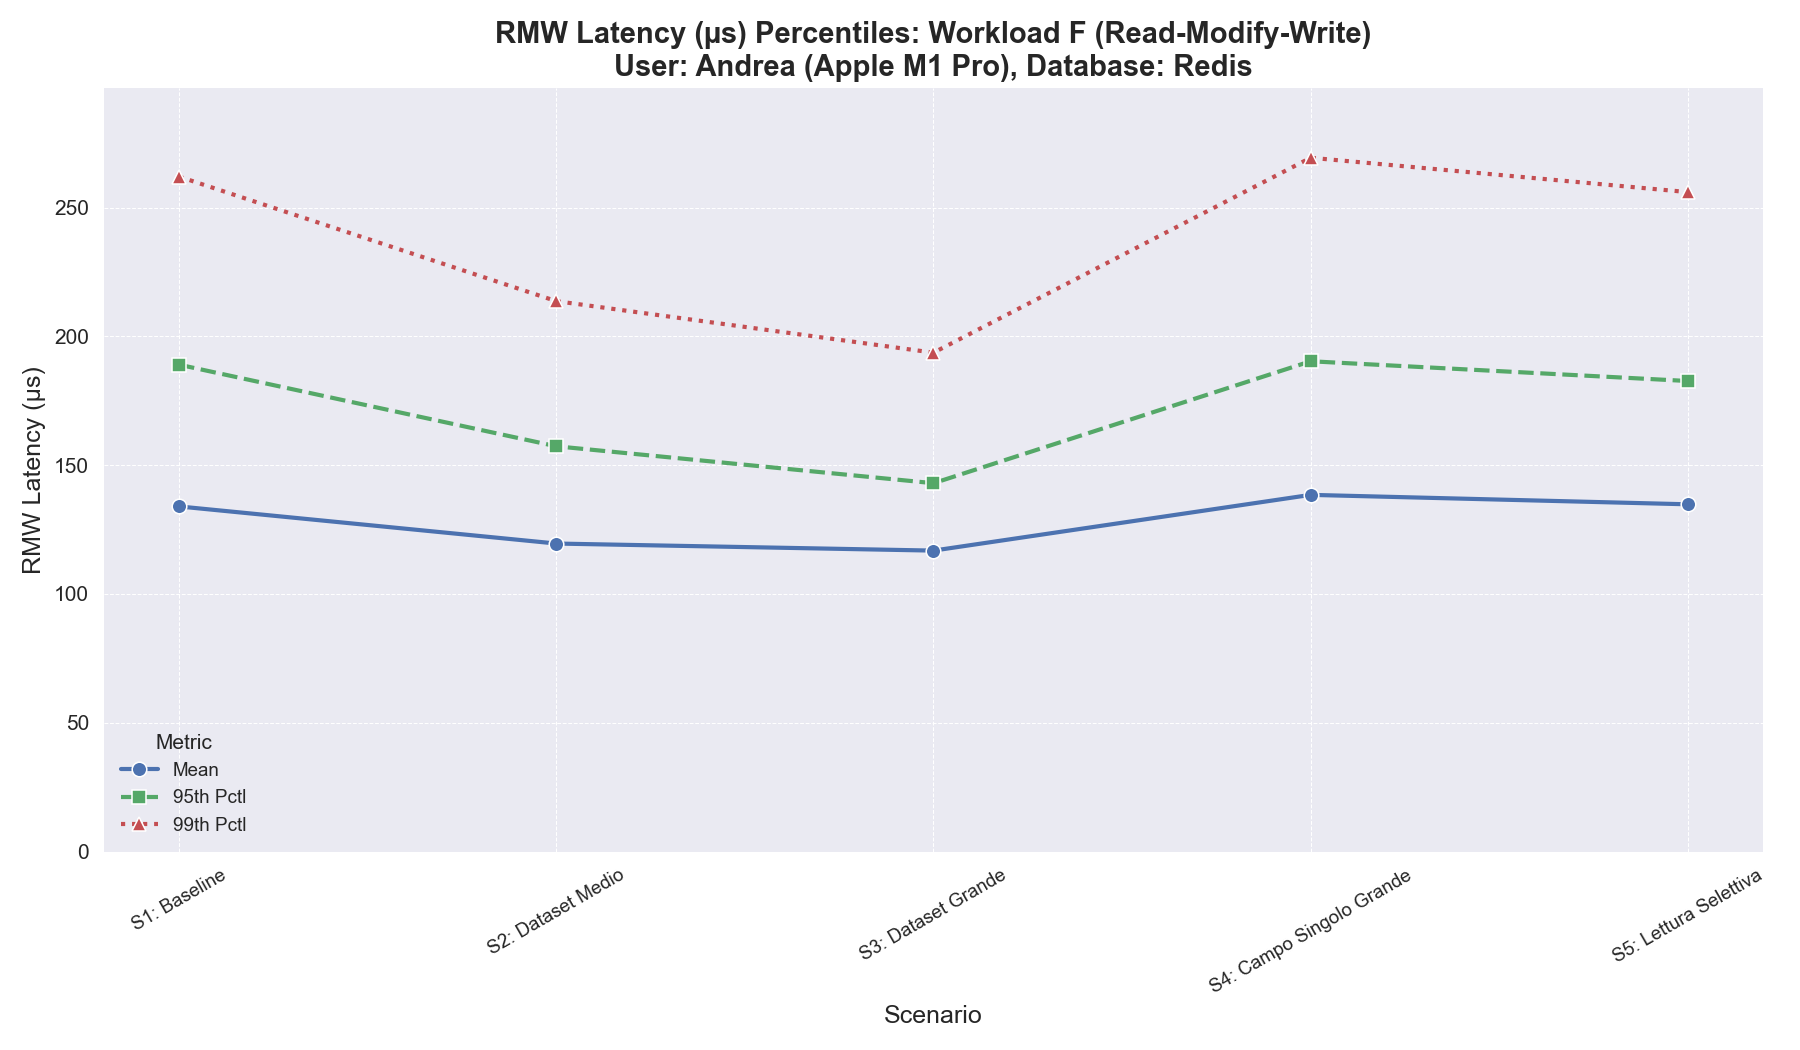 RMW Latency (µs) Percentiles: Workload F (Read-Modify-Write)
User: Andrea (Apple M1 Pro), Database: Redis
RMW Latency (µs)
250
200
150
100
50
0
Metric
Mean
95th Pctl
99th Pctl
S1: Baseline
S2: Dataset Medio
S3: Dataset Grande
S4: Campo Singolo Grande
S5: Lettura Selettiva
Scenario